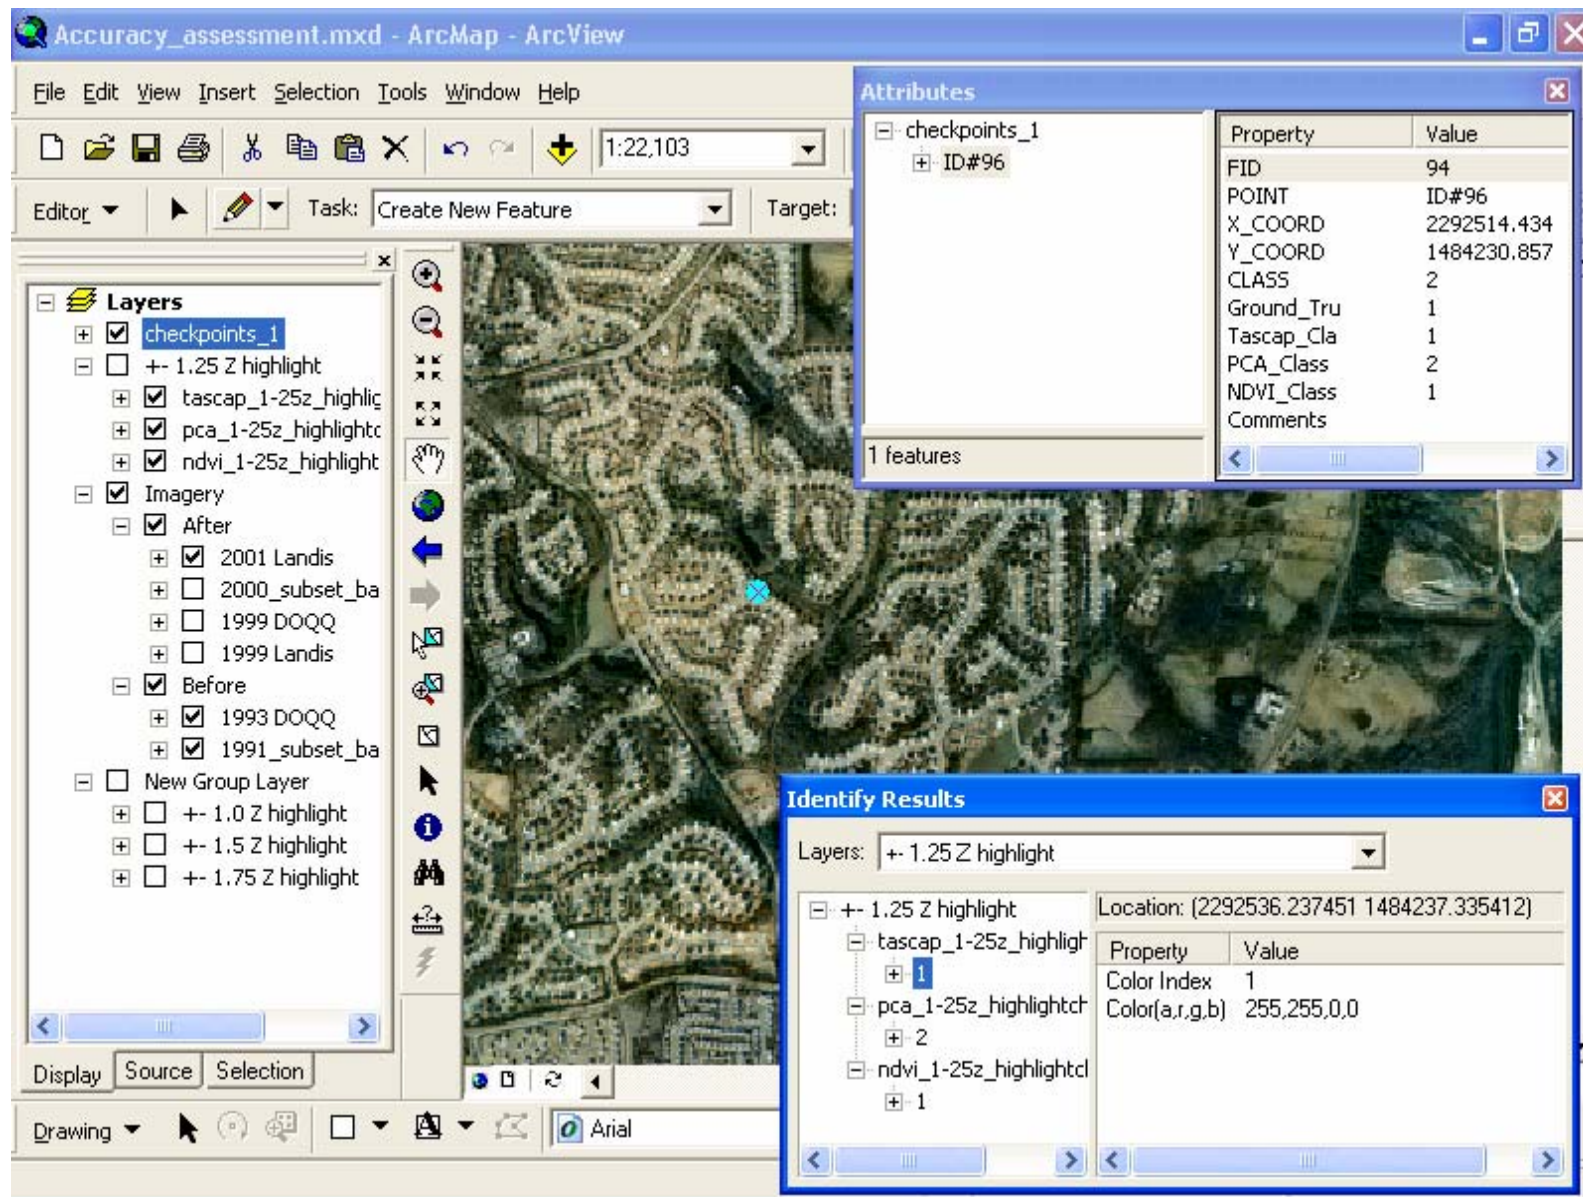 Accuracy_assessment.mxd - ArcMap - ArcView
File Edit View Insert Selection Tools Window Help
1:22,103
Editor Task: Create New Feature Target:
Layers
checkpoints_1
+- 1.25 Z highlight
tascap_1-25z_highlig
pca_1-25z_highlightc
ndvi_1-25z_highlight
Imagery
After
2001 Landis
2000_subset_ba
1999 DOQQ
1999 Landis
Before
1993 DOQQ
1991_subset_ba
New Group Layer
+- 1.0 Z highlight
+- 1.5 Z highlight
+- 1.75 Z highlight
Display Source Selection
Drawing A Arial
Attributes
checkpoints_1
ID#96
1 features
Property Value
FID 94
POINT ID#96
X_COORD 2292514.434
Y_COORD 1484230.857
CLASS 2
Ground_Tru 1
Tascap_Cla 1
PCA_Class 2
NDVI_Class 1
Comments
Identify Results
Layers: +- 1.25 Z highlight
+- 1.25 Z highlight
tascap_1-25z_highligh
1
pca_1-25z_highlightch
2
ndvi_1-25z_highlightcl
1
Location: (2292536.237451 1484237.335412)
Property Value
Color Index 1
Color(a,r,g,b) 255,255,0,0